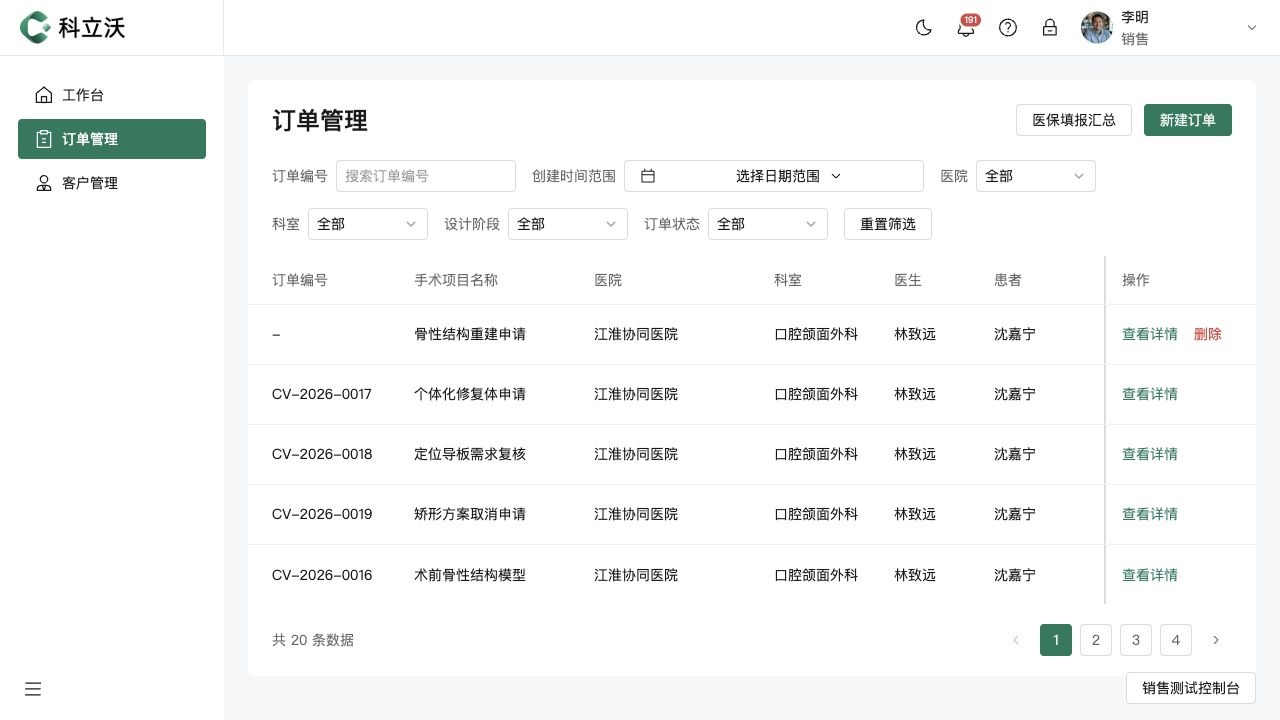 科立沃
191
李明
销售
工作台
订单管理
客户管理
订单管理
医保填报汇总
新建订单
订单编号 搜索订单编号 创建时间范围 选择日期范围 医院 全部
科室 全部 设计阶段 全部 订单状态 全部 重置筛选
订单编号 手术项目名称 医院 科室 医生 患者 操作
– 骨性结构重建申请 江淮协同医院 口腔颌面外科 林致远 沈嘉宁 查看详情 删除
CV-2026-0017 个体化修复体申请 江淮协同医院 口腔颌面外科 林致远 沈嘉宁 查看详情
CV-2026-0018 定位导板需求复核 江淮协同医院 口腔颌面外科 林致远 沈嘉宁 查看详情
CV-2026-0019 矫形方案取消申请 江淮协同医院 口腔颌面外科 林致远 沈嘉宁 查看详情
CV-2026-0016 术前骨性结构模型 江淮协同医院 口腔颌面外科 林致远 沈嘉宁 查看详情
共 20 条数据 1 2 3 4
销售测试控制台